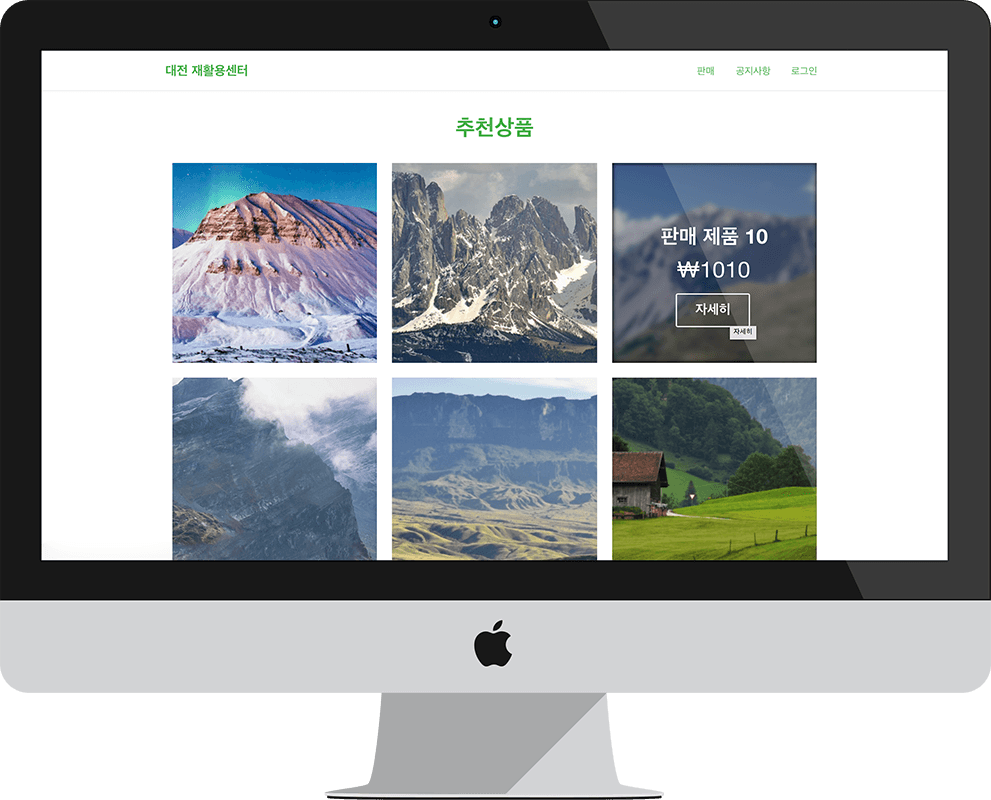 대전 재활용센터
판매 공지사항 로그인
추천상품
판매 제품 10
₩1010
자세히
자세히